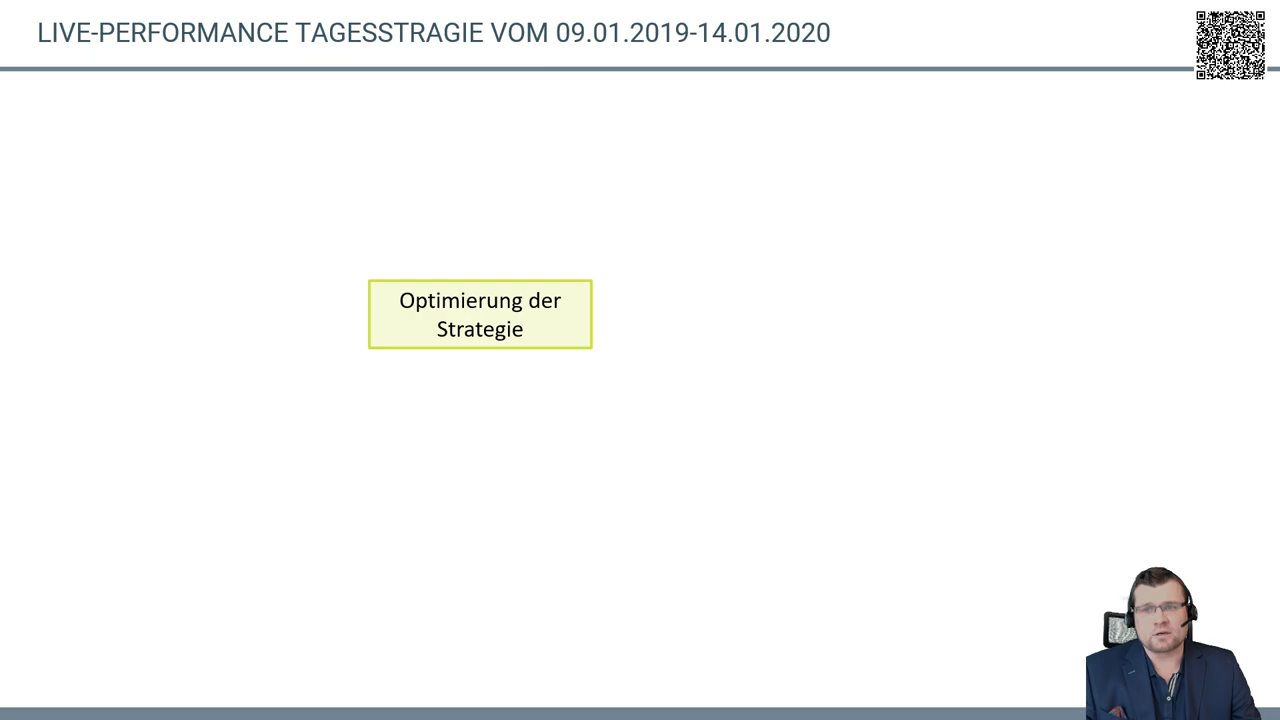 LIVE-PERFORMANCE TAGESSTRAGIE VOM 09.01.2019-14.01.2020
Optimierung der
Strategie